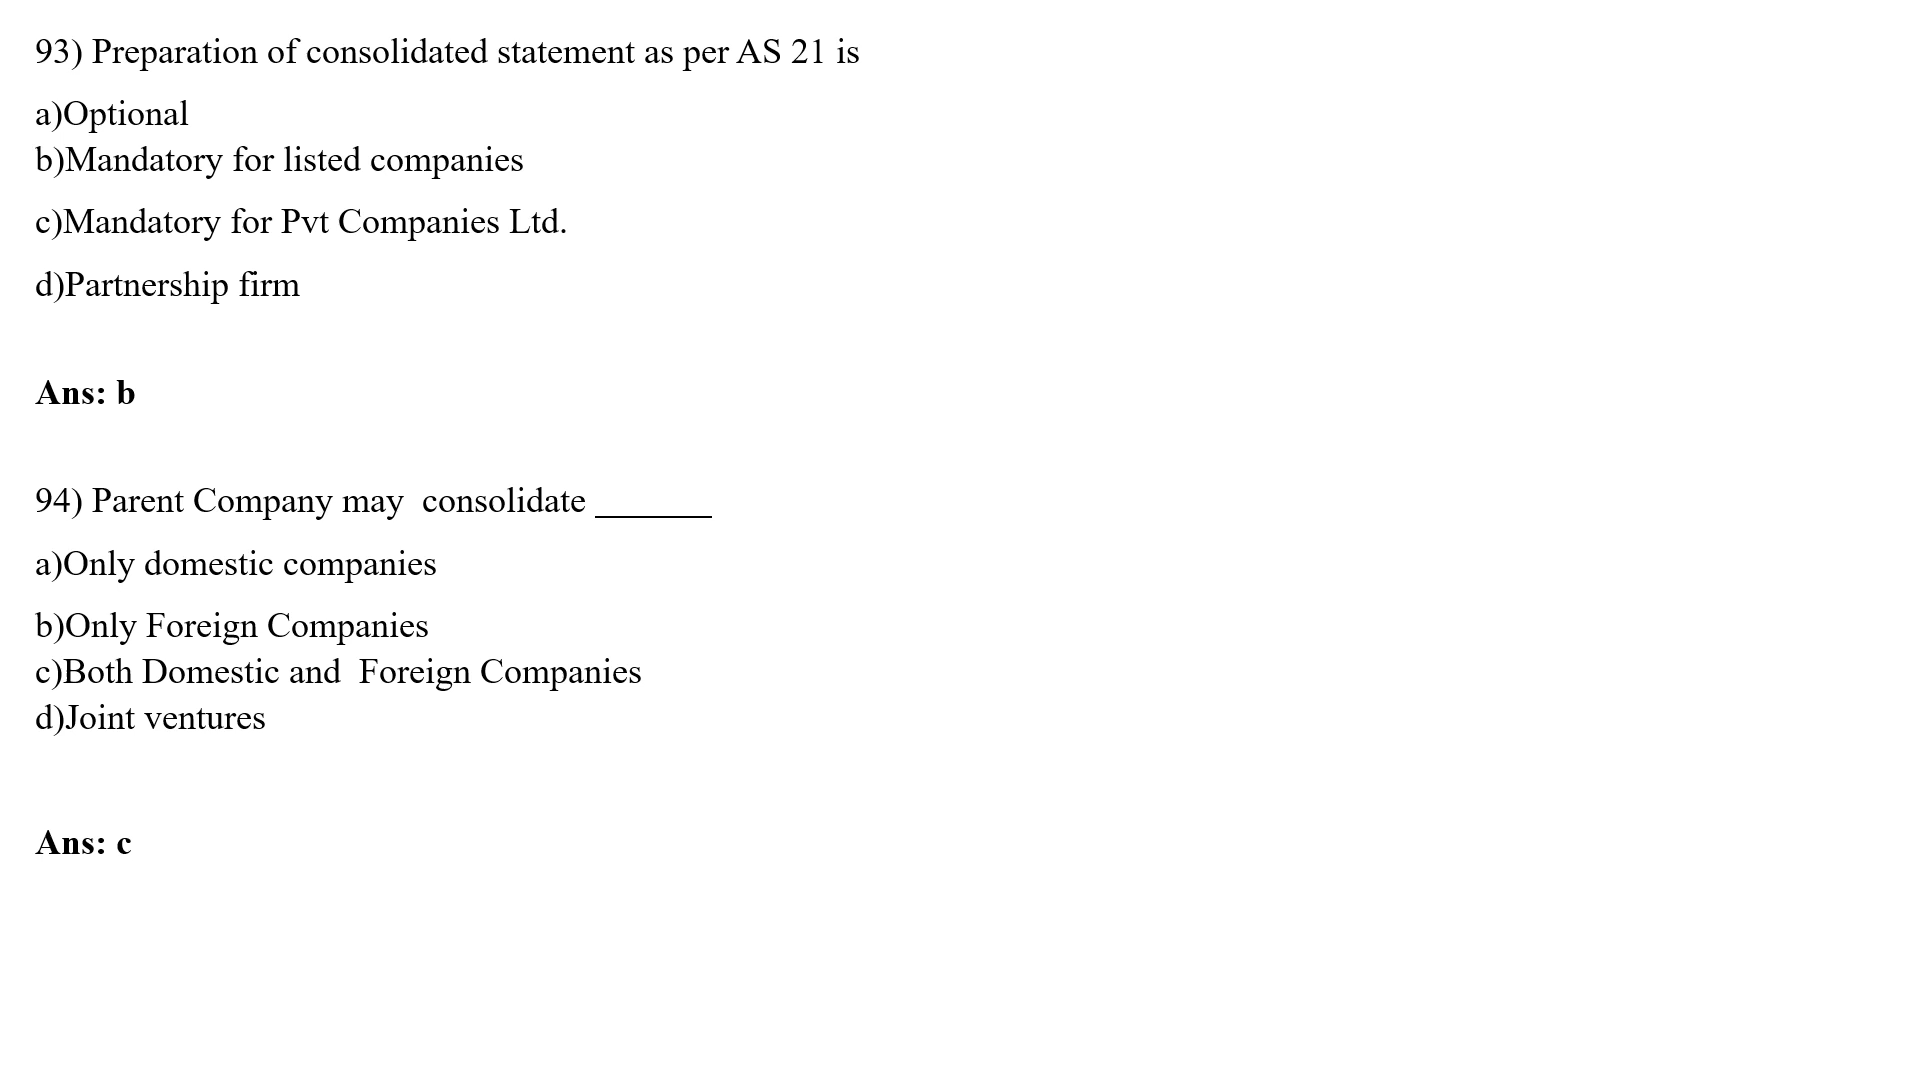 93) Preparation of consolidated statement as per AS 21 is
a)Optional
b)Mandatory for listed companies
c)Mandatory for Pvt Companies Ltd.
d)Partnership firm
Ans: b
94) Parent Company may  consolidate _______
a)Only domestic companies
b)Only Foreign Companies
c)Both Domestic and  Foreign Companies
d)Joint ventures
Ans: c